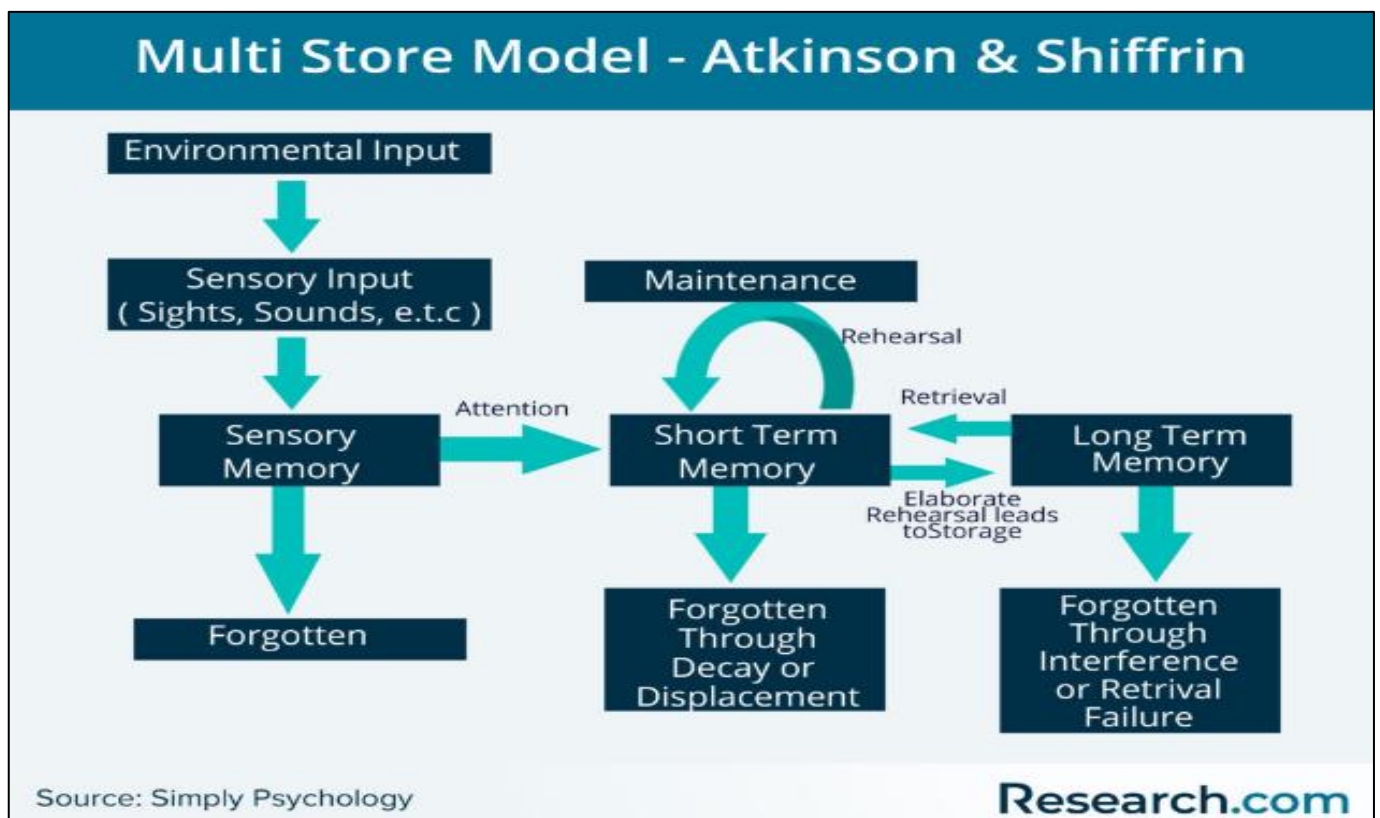 Multi Store Model - Atkinson & Shiffrin
Environmental Input
Sensory Input
( Sights, Sounds, e.t.c )
Maintenance
Rehearsal
Attention
Retrieval
Sensory
Memory
Short Term
Memory
Long Term
Memory
Elaborate
Rehearsal leads
toStorage
Forgotten
Forgotten
Through
Decay or
Displacement
Forgotten
Through
Interference
or Retrival
Failure
Source: Simply Psychology
Research.com